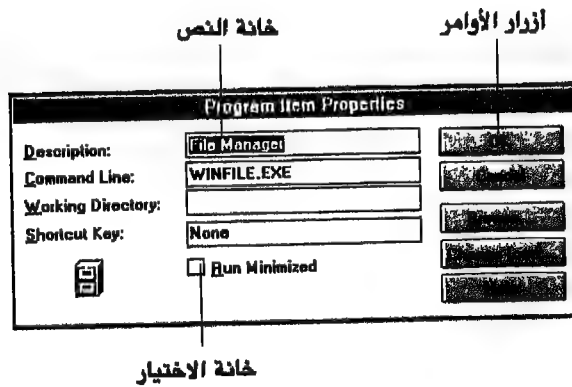 أزرار الأوامر
خانة النص
Program Item Properties
Description: File Manager
Command Line: WINFILE.EXE
Working Directory:
Shortcut Key: None
Run Minimized
خانة الاختيار